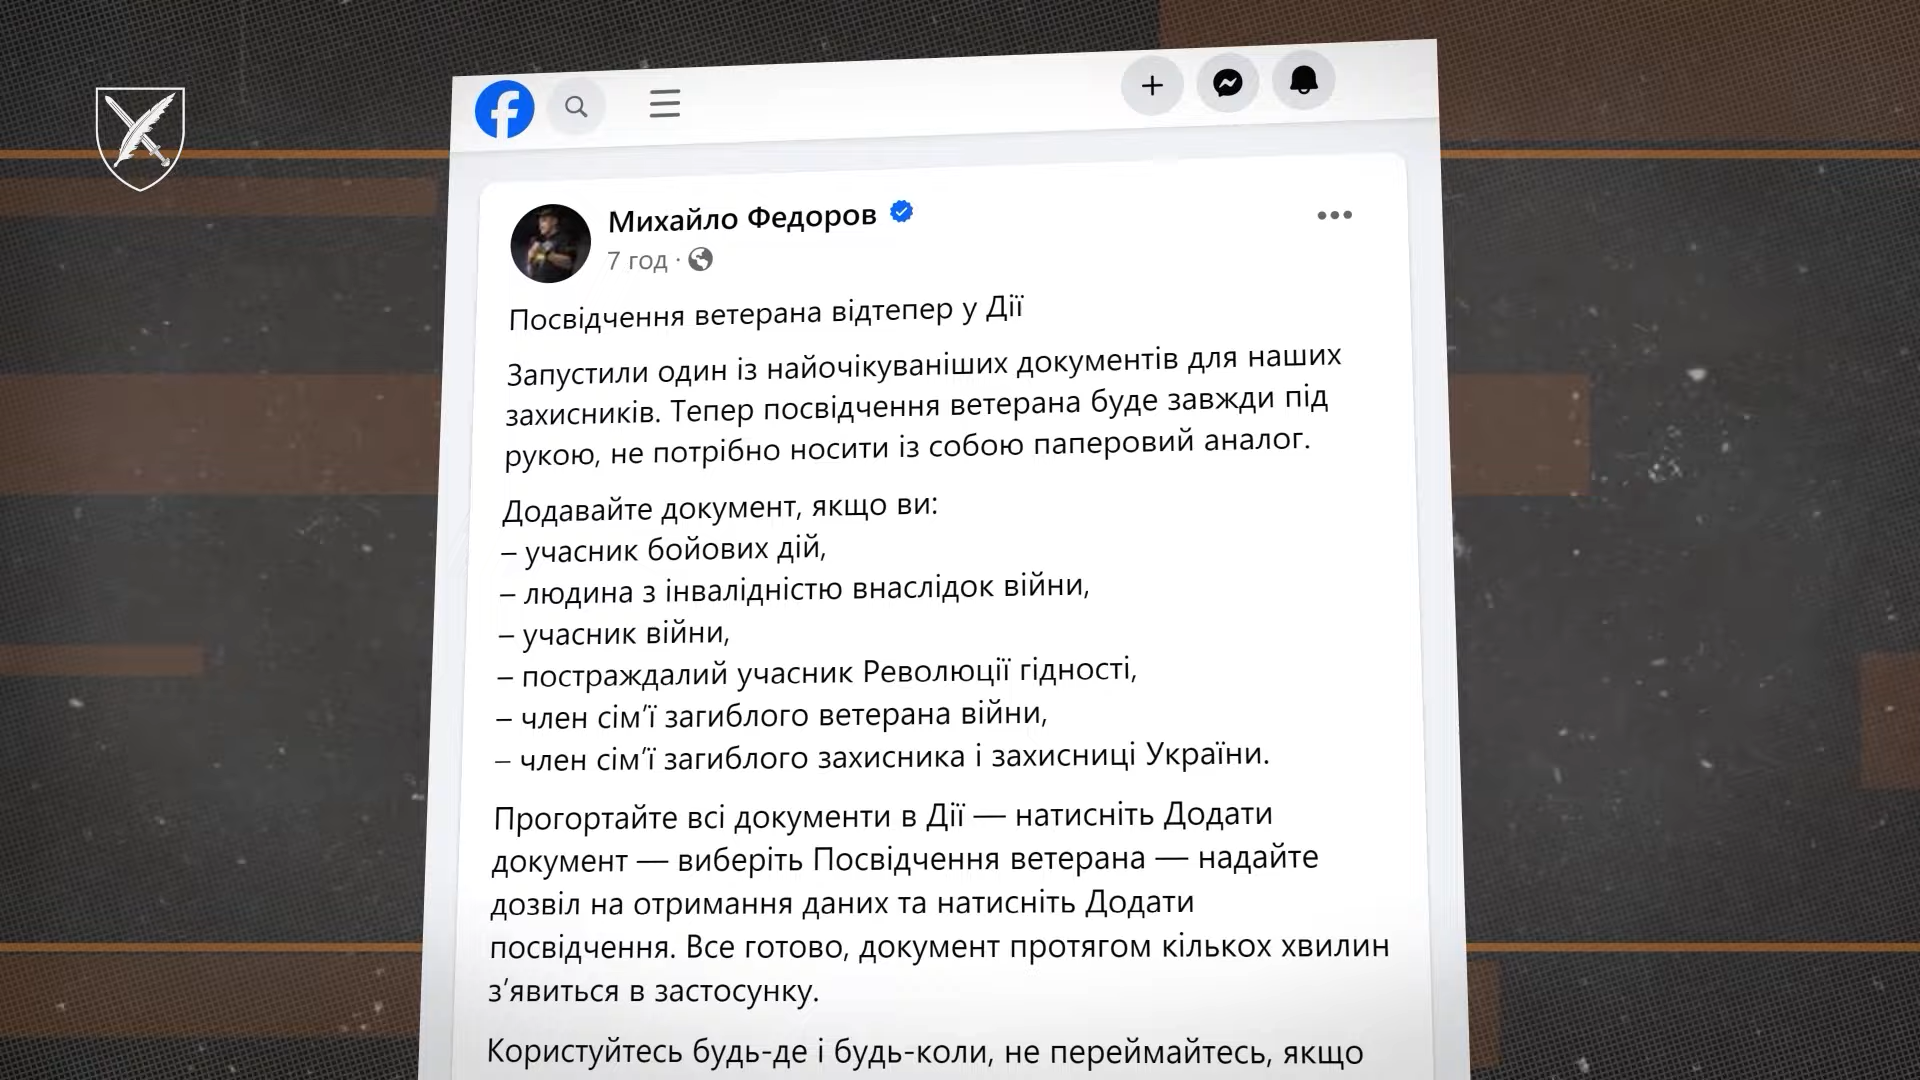 Михайло Федоров
7 год ·
Посвідчення ветерана відтепер у Дії
Запустили один із найочікуваніших документів для наших
захисників. Тепер посвідчення ветерана буде завжди під
рукою, не потрібно носити із собою паперовий аналог.
Додавайте документ, якщо ви:
– учасник бойових дій,
– людина з інвалідністю внаслідок війни,
– учасник війни,
– постраждалий учасник Революції гідності,
– член сім’ї загиблого ветерана війни,
– член сім’ї загиблого захисника і захисниці України.
Прогортайте всі документи в Дії — натисніть Додати
документ — виберіть Посвідчення ветерана — надайте
дозвіл на отримання даних та натисніть Додати
посвідчення. Все готово, документ протягом кількох хвилин
з’явиться в застосунку.
Користуйтесь будь-де і будь-коли, не переймайтесь, якщо